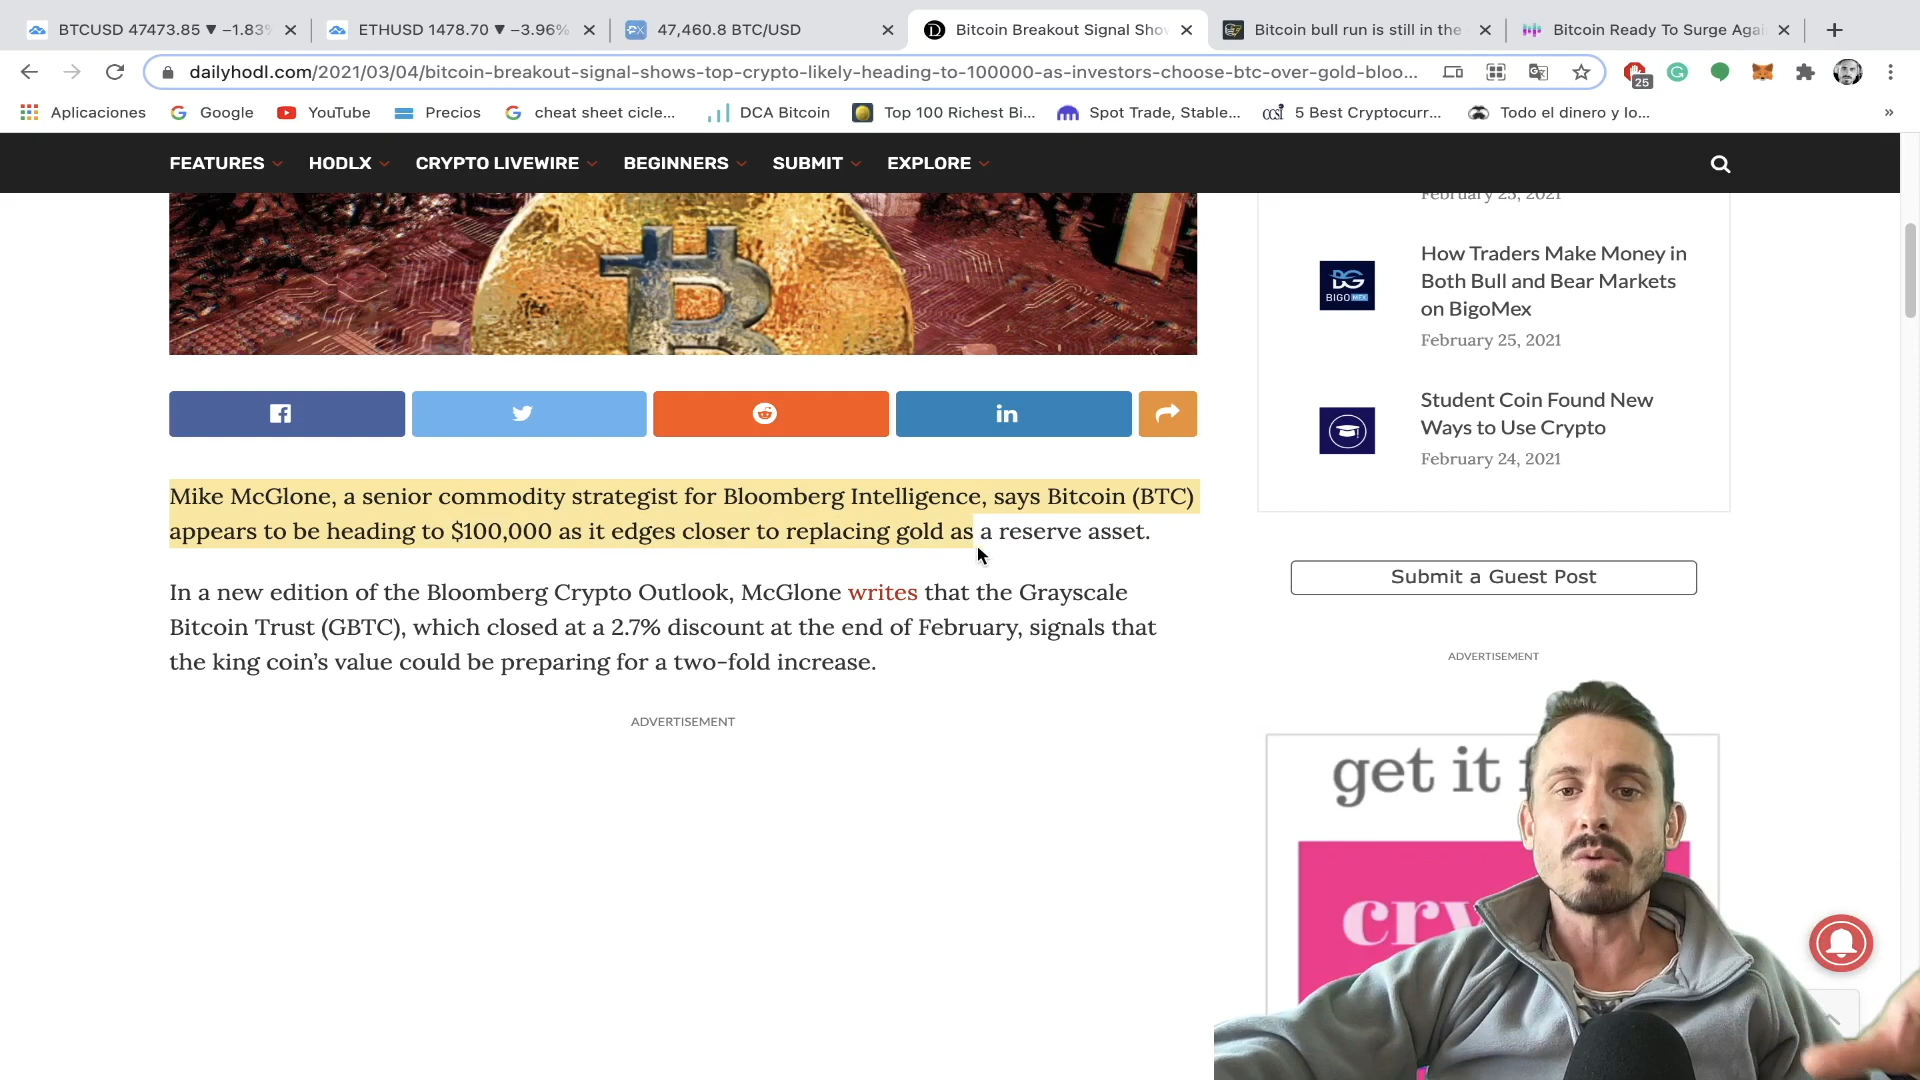 BTCUSD 47473.85 ▼ −1.83%
ETHUSD 1478.70 ▼ −3.96%
47,460.8 BTC/USD
Bitcoin Breakout Signal Sho
Bitcoin bull run is still in the
Bitcoin Ready To Surge Agai
dailyhodl.com/2021/03/04/bitcoin-breakout-signal-shows-top-crypto-likely-heading-to-100000-as-investors-choose-btc-over-gold-bloo...
25
Aplicaciones
Google
YouTube
Precios
cheat sheet cicle...
DCA Bitcoin
Top 100 Richest Bi...
Spot Trade, Stable...
5 Best Cryptocurr...
Todo el dinero y lo...
»
FEATURES
HODLX
CRYPTO LIVEWIRE
BEGINNERS
SUBMIT
EXPLORE
February 25, 2021
BIGO MEX
How Traders Make Money in
Both Bull and Bear Markets
on BigoMex
February 25, 2021
Student Coin Found New
Ways to Use Crypto
February 24, 2021
Mike McGlone, a senior commodity strategist for Bloomberg Intelligence, says Bitcoin (BTC)
appears to be heading to $100,000 as it edges closer to replacing gold as a reserve asset.
In a new edition of the Bloomberg Crypto Outlook, McGlone writes that the Grayscale
Bitcoin Trust (GBTC), which closed at a 2.7% discount at the end of February, signals that
the king coin’s value could be preparing for a two-fold increase.
ADVERTISEMENT
Submit a Guest Post
ADVERTISEMENT
get it
cry